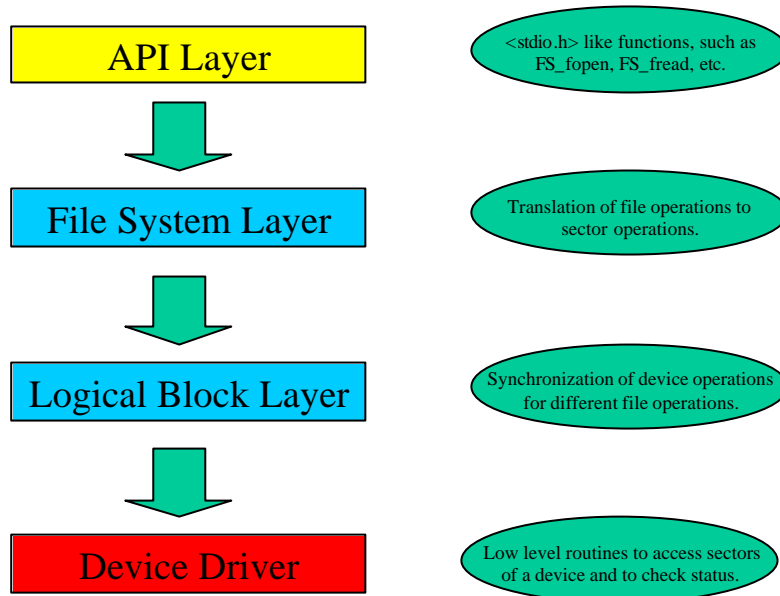 API Layer
<stdio.h> like functions, such as
FS_fopen, FS_fread, etc.
File System Layer
Translation of file operations to
sector operations.
Logical Block Layer
Synchronization of device operations
for different file operations.
Device Driver
Low level routines to access sectors
of a device and to check status.